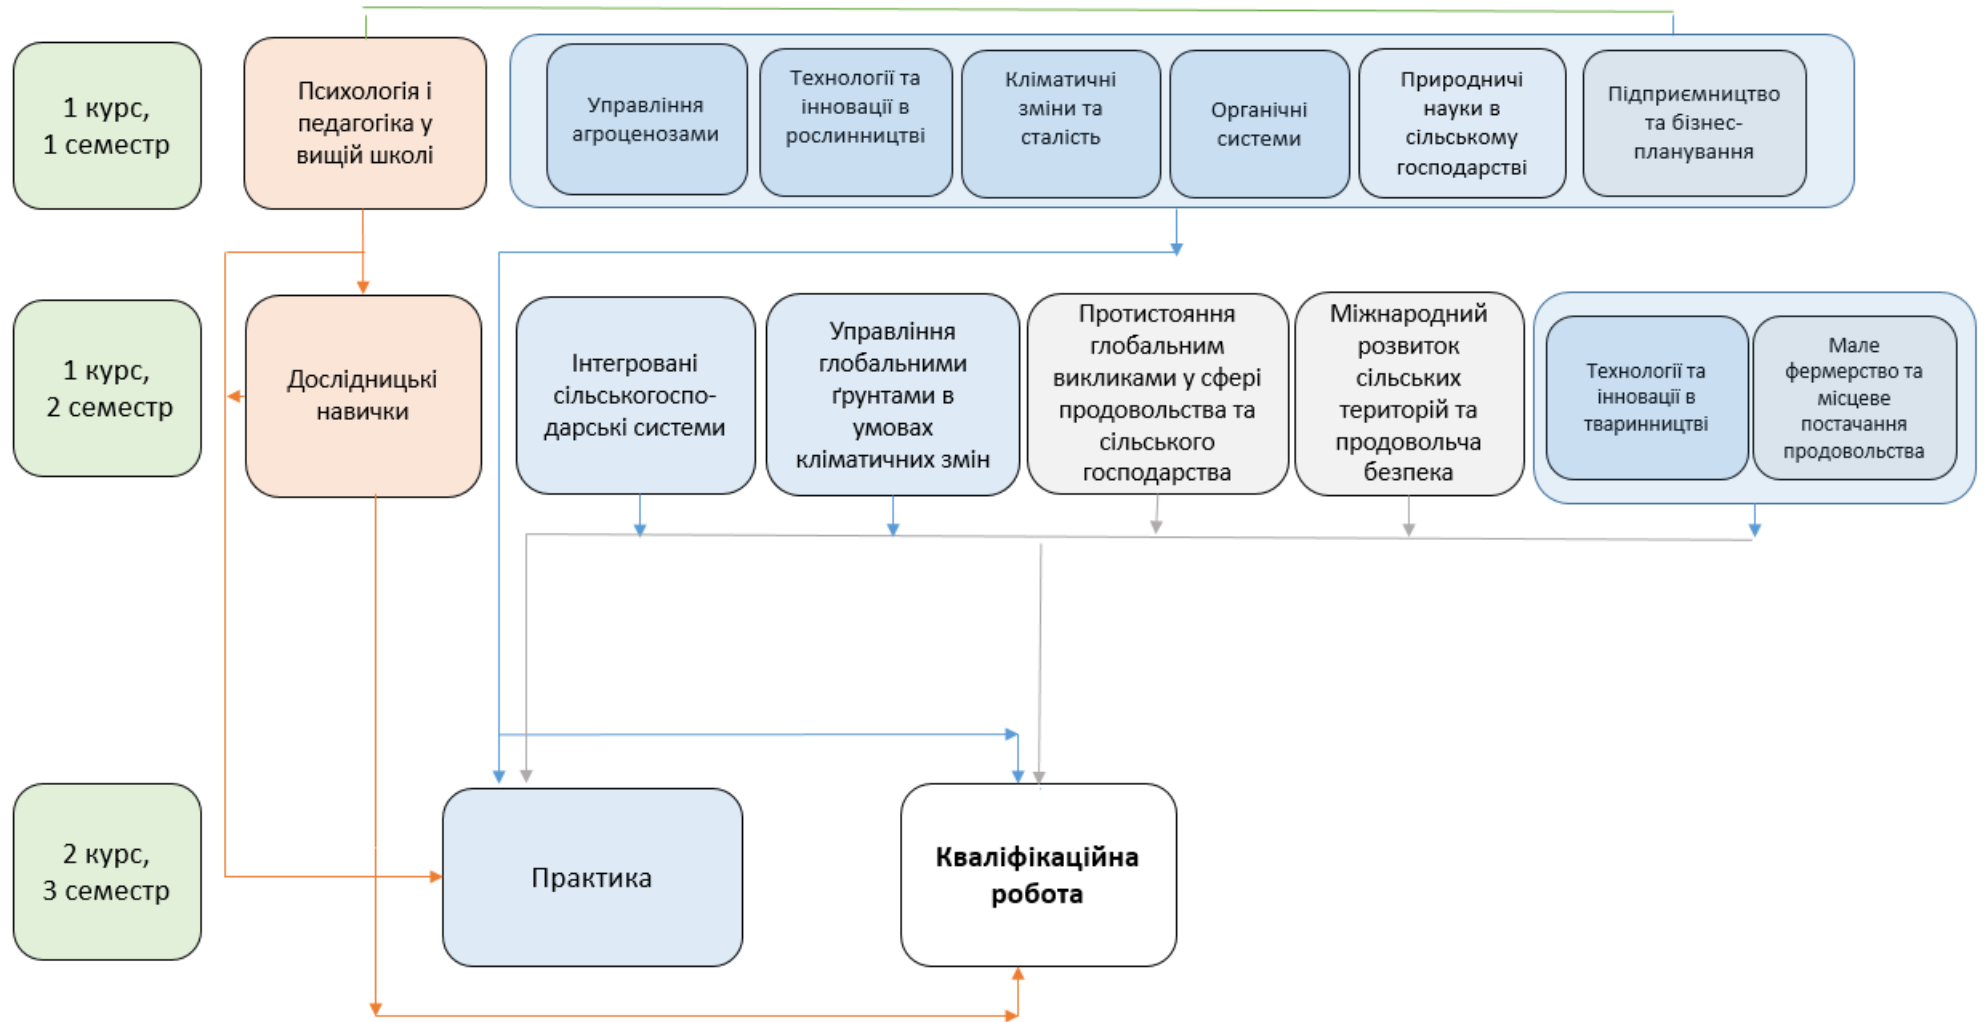 1 курс,
1 семестр
Психологія і
педагогіка у
вищій школі
Управління
агроценозами
Технології та
інновації в
рослинництві
Кліматичні
зміни та
сталість
Органічні
системи
Природничі
науки в
сільському
господарстві
Підприємництво
та бізнес-
планування
1 курс,
2 семестр
Дослідницькі
навички
Інтегровані
сільськогоспо-
дарські системи
Управління
глобальними
ґрунтами в
умовах
кліматичних змін
Протистояння
глобальним
викликами у сфері
продовольства та
сільського
господарства
Міжнародний
розвиток
сільських
територій та
продовольча
безпека
Технології та
інновації в
тваринництві
Мале
фермерство та
місцеве
постачання
продовольства
2 курс,
3 семестр
Практика
Кваліфікаційна
робота